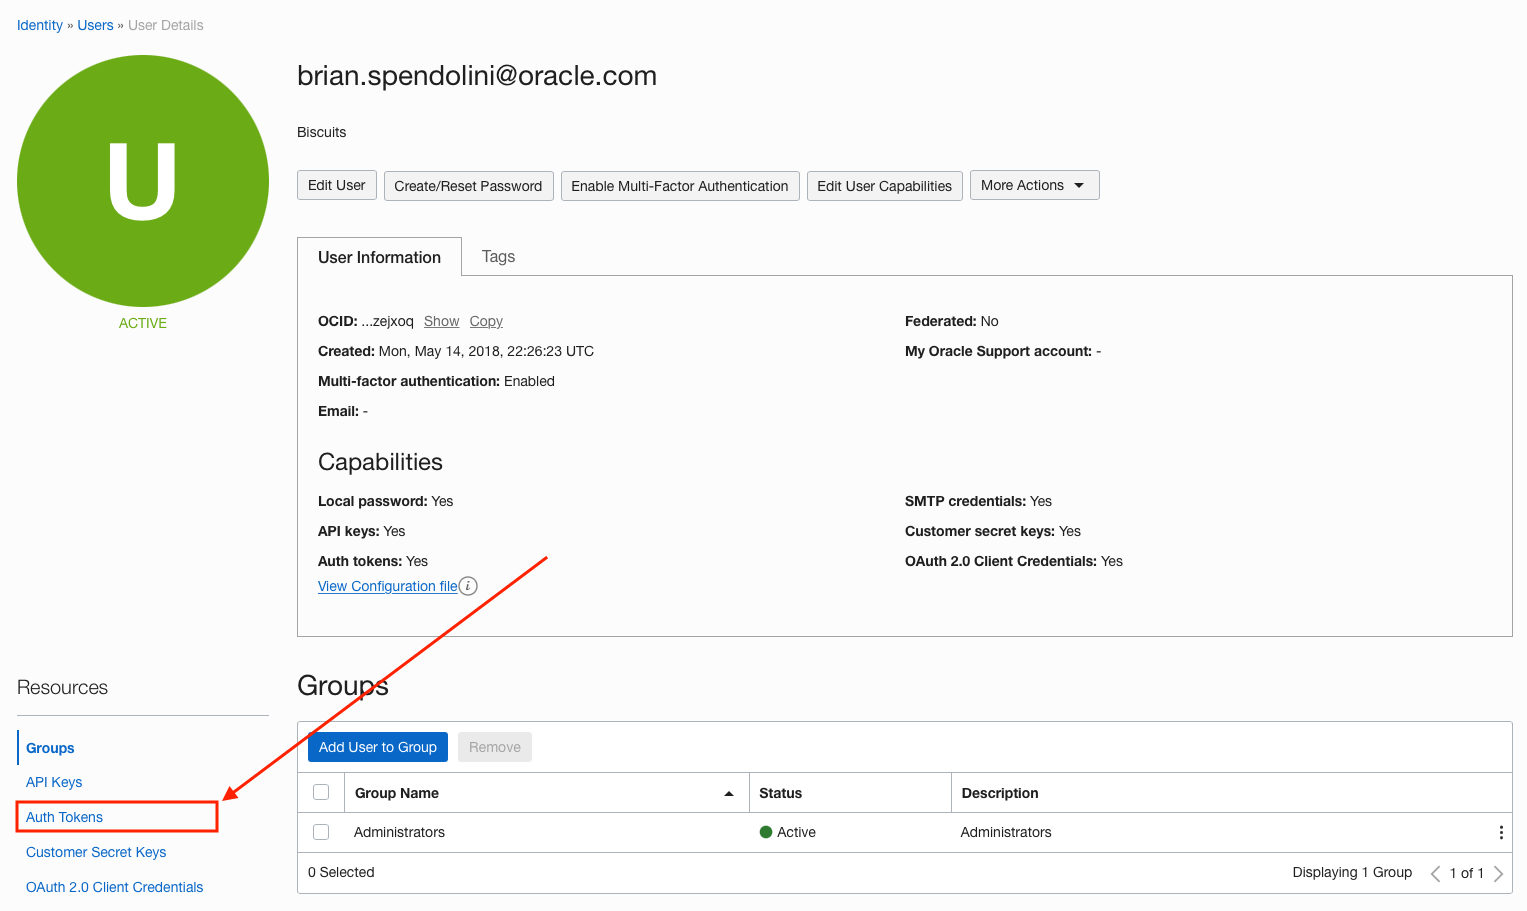 Identity » Users » User Details
U
ACTIVE
brian.spendolini@oracle.com
Biscuits
Edit User Create/Reset Password Enable Multi-Factor Authentication Edit User Capabilities More Actions
User Information Tags
OCID: ...zejxoq Show Copy
Created: Mon, May 14, 2018, 22:26:23 UTC
Multi-factor authentication: Enabled
Email: -
Federated: No
My Oracle Support account: -
Capabilities
Local password: Yes
API keys: Yes
Auth tokens: Yes
View Configuration file i
SMTP credentials: Yes
Customer secret keys: Yes
OAuth 2.0 Client Credentials: Yes
Resources
Groups
API Keys
Auth Tokens
Customer Secret Keys
OAuth 2.0 Client Credentials
Groups
Add User to Group Remove
Group Name Status Description
Administrators Active Administrators
0 Selected Displaying 1 Group 1 of 1